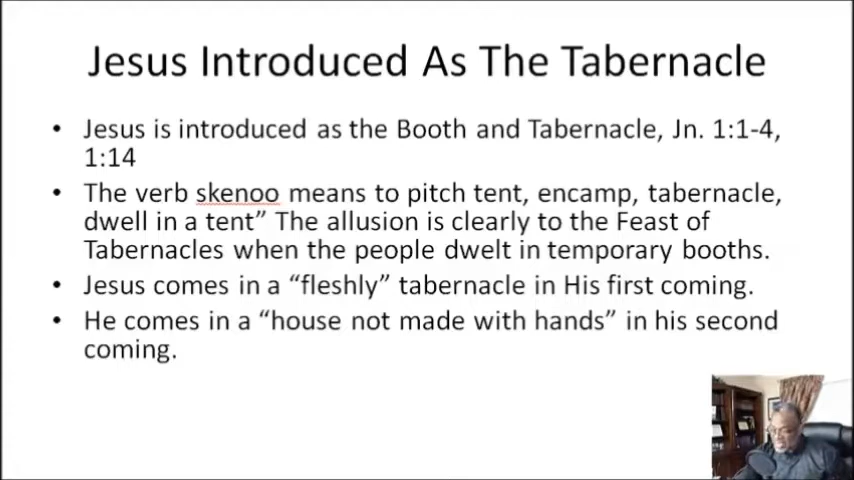 Jesus Introduced As The Tabernacle
• Jesus is introduced as the Booth and Tabernacle, Jn. 1:1-4,
1:14
• The verb skenoo means to pitch tent, encamp, tabernacle,
dwell in a tent” The allusion is clearly to the Feast of
Tabernacles when the people dwelt in temporary booths.
• Jesus comes in a “fleshly” tabernacle in His first coming.
• He comes in a “house not made with hands” in his second
coming.